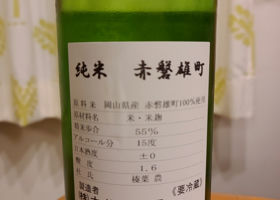 純米 赤磐雄町
原料米 岡山県産 赤磐雄町100%使用
原材料名 米・米麹
精米歩合 55%
アルコール分 15度
日本酒度 ±0
酸度 1.6
杜氏 榛葉 農
製造者 《要冷蔵》